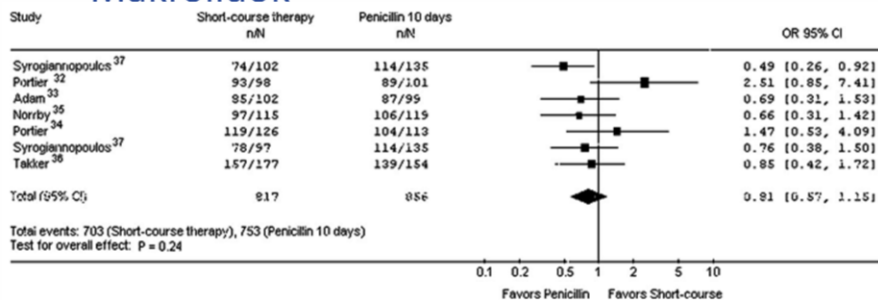 Study Short-course therapy Penicillin 10 days
n/N n/N OR 95% CI
Syrogiannopoulos 37 74/102 114/135 0.49 [0.26, 0.92]
Portier 32 93/98 89/101 2.51 [0.85, 7.41]
Adam 33 85/102 87/99 0.69 [0.31, 1.53]
Norrby 35 97/115 106/119 0.66 [0.31, 1.42]
Portier 34 119/126 104/113 1.47 [0.53, 4.09]
Syrogiannopoulos 37 78/97 114/135 0.76 [0.38, 1.50]
Takker 36 157/177 139/154 0.85 [0.42, 1.72]
Total (95% CI) 817 856 0.81 [0.57, 1.15]
Total events: 703 (Short-course therapy), 753 (Penicillin 10 days)
Test for overall effect: P = 0.24
0.1 0.2 0.5 1 2 5 10
Favors Penicillin Favors Short-course